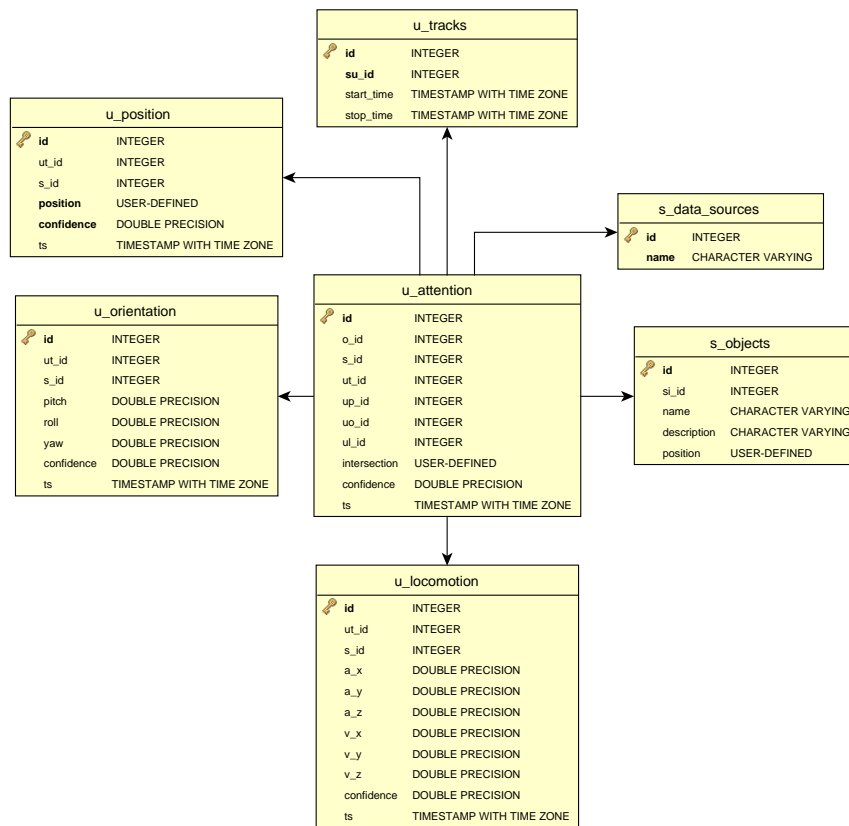 u_tracks
id INTEGER
su_id INTEGER
start_time TIMESTAMP WITH TIME ZONE
stop_time TIMESTAMP WITH TIME ZONE
u_position
id INTEGER
ut_id INTEGER
s_id INTEGER
position USER-DEFINED
confidence DOUBLE PRECISION
ts TIMESTAMP WITH TIME ZONE
s_data_sources
id INTEGER
name CHARACTER VARYING
u_attention
id INTEGER
o_id INTEGER
s_id INTEGER
ut_id INTEGER
up_id INTEGER
uo_id INTEGER
ul_id INTEGER
intersection USER-DEFINED
confidence DOUBLE PRECISION
ts TIMESTAMP WITH TIME ZONE
u_orientation
id INTEGER
ut_id INTEGER
s_id INTEGER
pitch DOUBLE PRECISION
roll DOUBLE PRECISION
yaw DOUBLE PRECISION
confidence DOUBLE PRECISION
ts TIMESTAMP WITH TIME ZONE
s_objects
id INTEGER
si_id INTEGER
name CHARACTER VARYING
description CHARACTER VARYING
position USER-DEFINED
u_locomotion
id INTEGER
ut_id INTEGER
s_id INTEGER
a_x DOUBLE PRECISION
a_y DOUBLE PRECISION
a_z DOUBLE PRECISION
v_x DOUBLE PRECISION
v_y DOUBLE PRECISION
v_z DOUBLE PRECISION
confidence DOUBLE PRECISION
ts TIMESTAMP WITH TIME ZONE